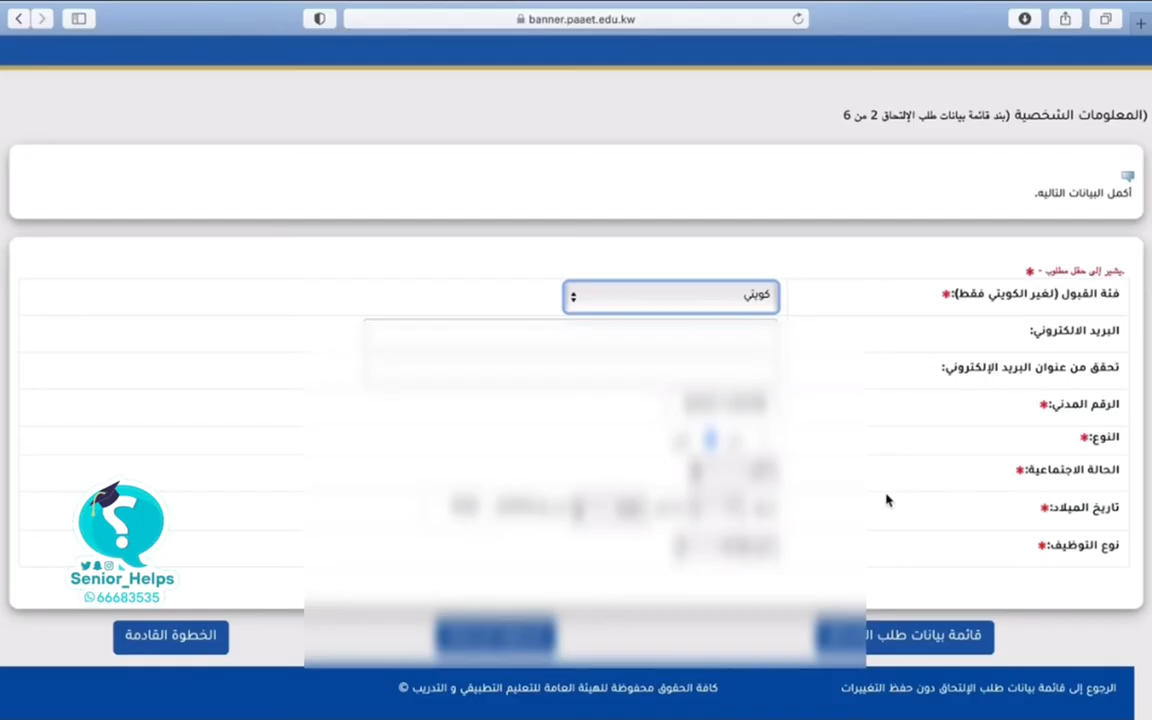 banner.paaet.edu.kw
(المعلومات الشخصية (بند قائمة بيانات طلب الإلتحاق 2 من 6
أكمل البيانات التاليه.
يشير إلى حقل مطلوب - *
فئة القبول (لغير الكويتي فقط):* كويتي
البريد الالكتروني:
تحقق من عنوان البريد الإلكتروني:
الرقم المدني:*
النوع:*
الحالة الاجتماعية:*
تاريخ الميلاد:*
نوع التوظيف:*
Senior_Helps
66683535
قائمة بيانات طلب
الخطوة القادمة
الرجوع إلى قائمة بيانات طلب الإلتحاق دون حفظ التغييرات
كافة الحقوق محفوظة للهيئة العامة للتعليم التطبيقي و التدريب ©